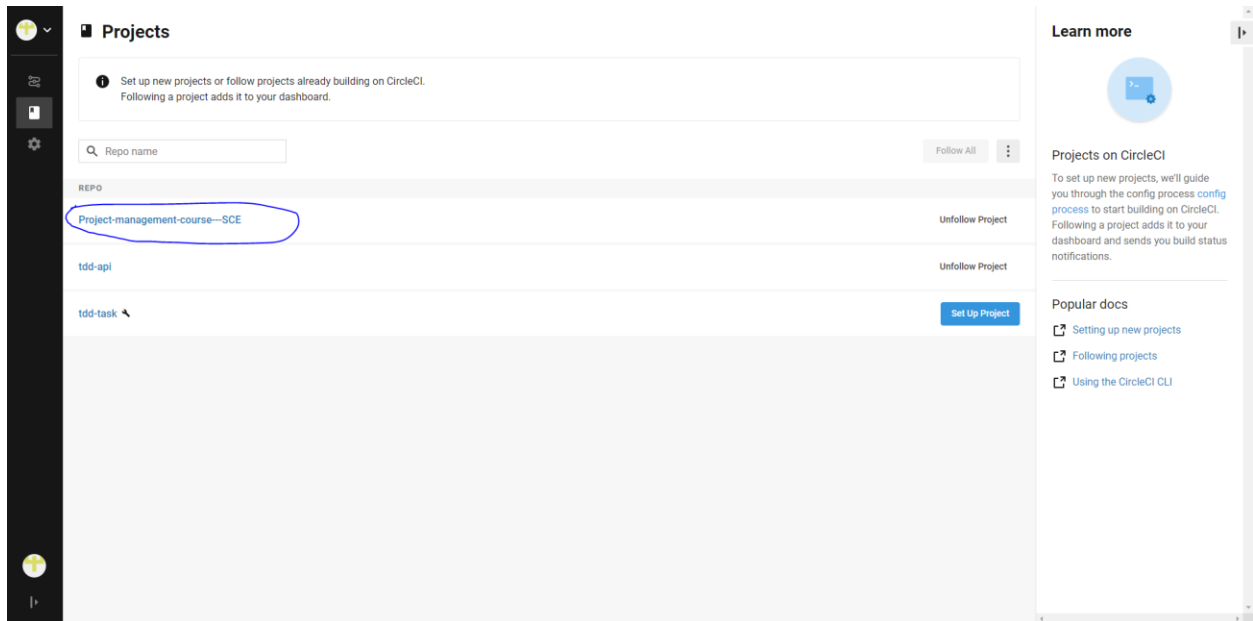 Projects
Set up new projects or follow projects already building on CircleCI.
Following a project adds it to your dashboard.
Repo name
Follow All
REPO
Project-management-course---SCE
Unfollow Project
tdd-api
Unfollow Project
tdd-task
Set Up Project
Learn more
Projects on CircleCI
To set up new projects, we'll guide
you through the config process config
process to start building on CircleCI.
Following a project adds it to your
dashboard and sends you build status
notifications.
Popular docs
Setting up new projects
Following projects
Using the CircleCI CLI